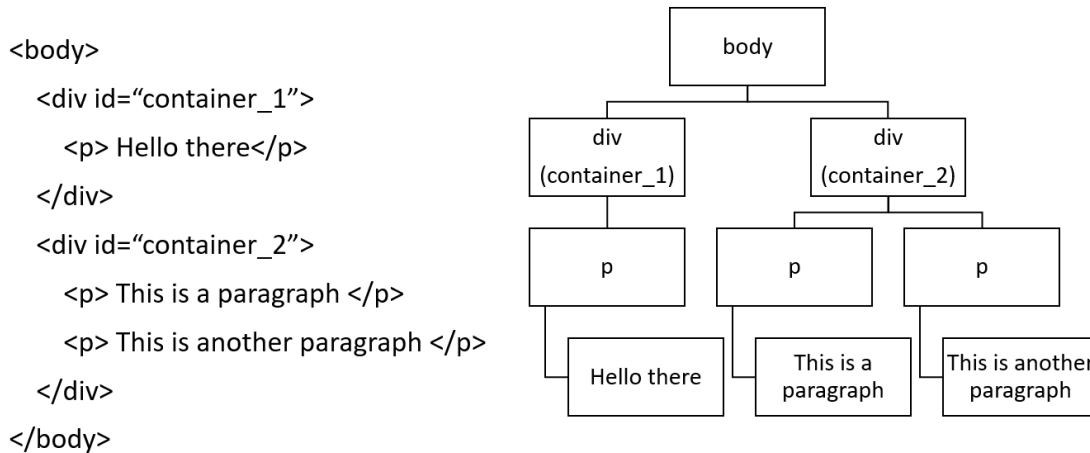 <body>
<div id=“container_1”>
<p> Hello there</p>
</div>
<div id=“container_2”>
<p> This is a paragraph </p>
<p> This is another paragraph </p>
</div>
</body>
body
div
(container_1)
div
(container_2)
p
p
p
Hello there
This is a
paragraph
This is another
paragraph